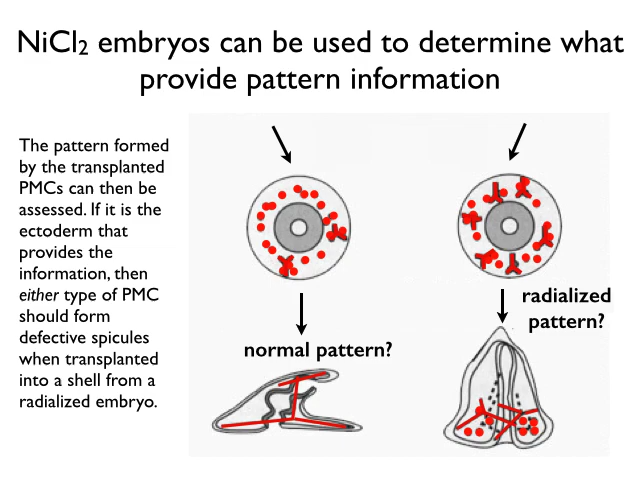 NiCl₂ embryos can be used to determine what
provide pattern information
The pattern formed
by the transplanted
PMCs can then be
assessed. If it is the
ectoderm that
provides the
information, then
either type of PMC
should form
defective spicules
when transplanted
into a shell from a
radialized embryo.
normal pattern?
radialized
pattern?